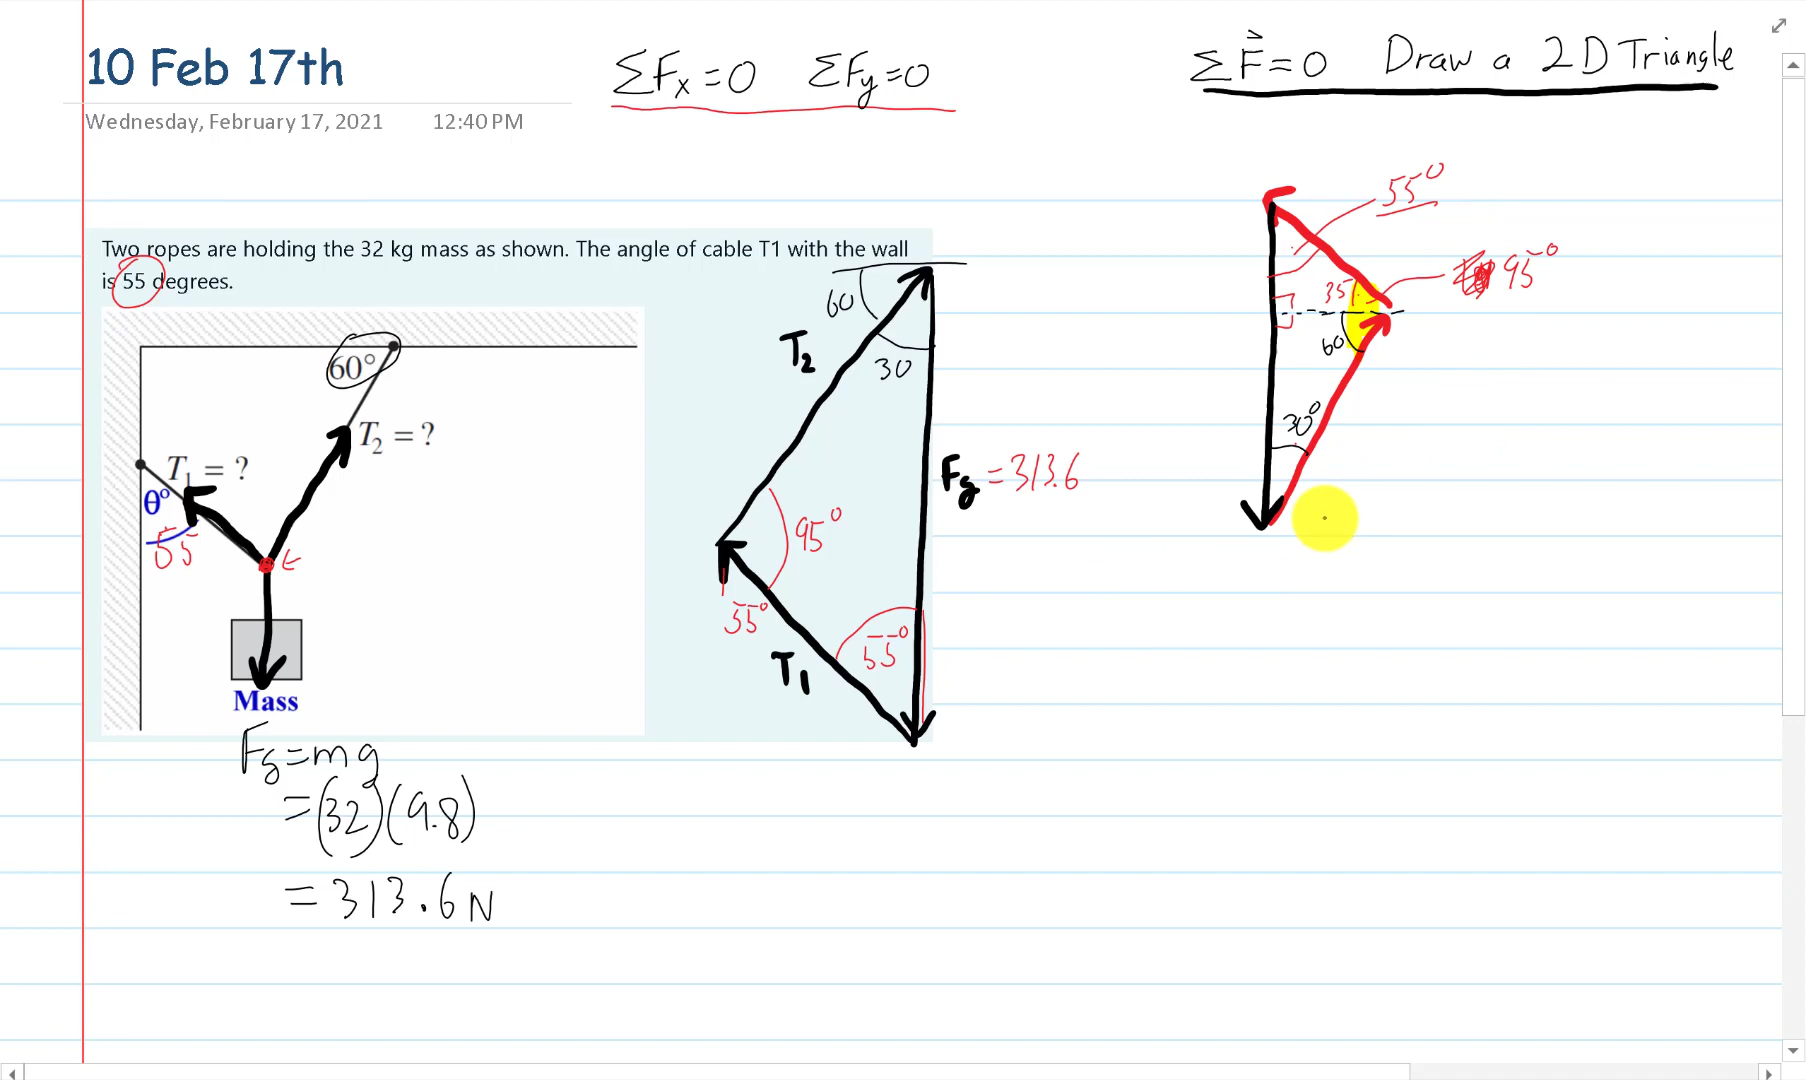 10 Feb 17th
Wednesday, February 17, 2021 12:40 PM
ΣFx = 0 ΣFy = 0
ΣF⃗ = 0 Draw a 2D Triangle
Two ropes are holding the 32 kg mass as shown. The angle of cable T1 with the wall
is 55 degrees.
60°
T₂ = ?
T₁ = ?
θ°
55
t
Mass
Fg = mg
= (32)(9.8)
= 313.6 N
60
T₂
30
Fg = 313.6
95°
55°
55°
T₁
55°
95°
35
60
30°